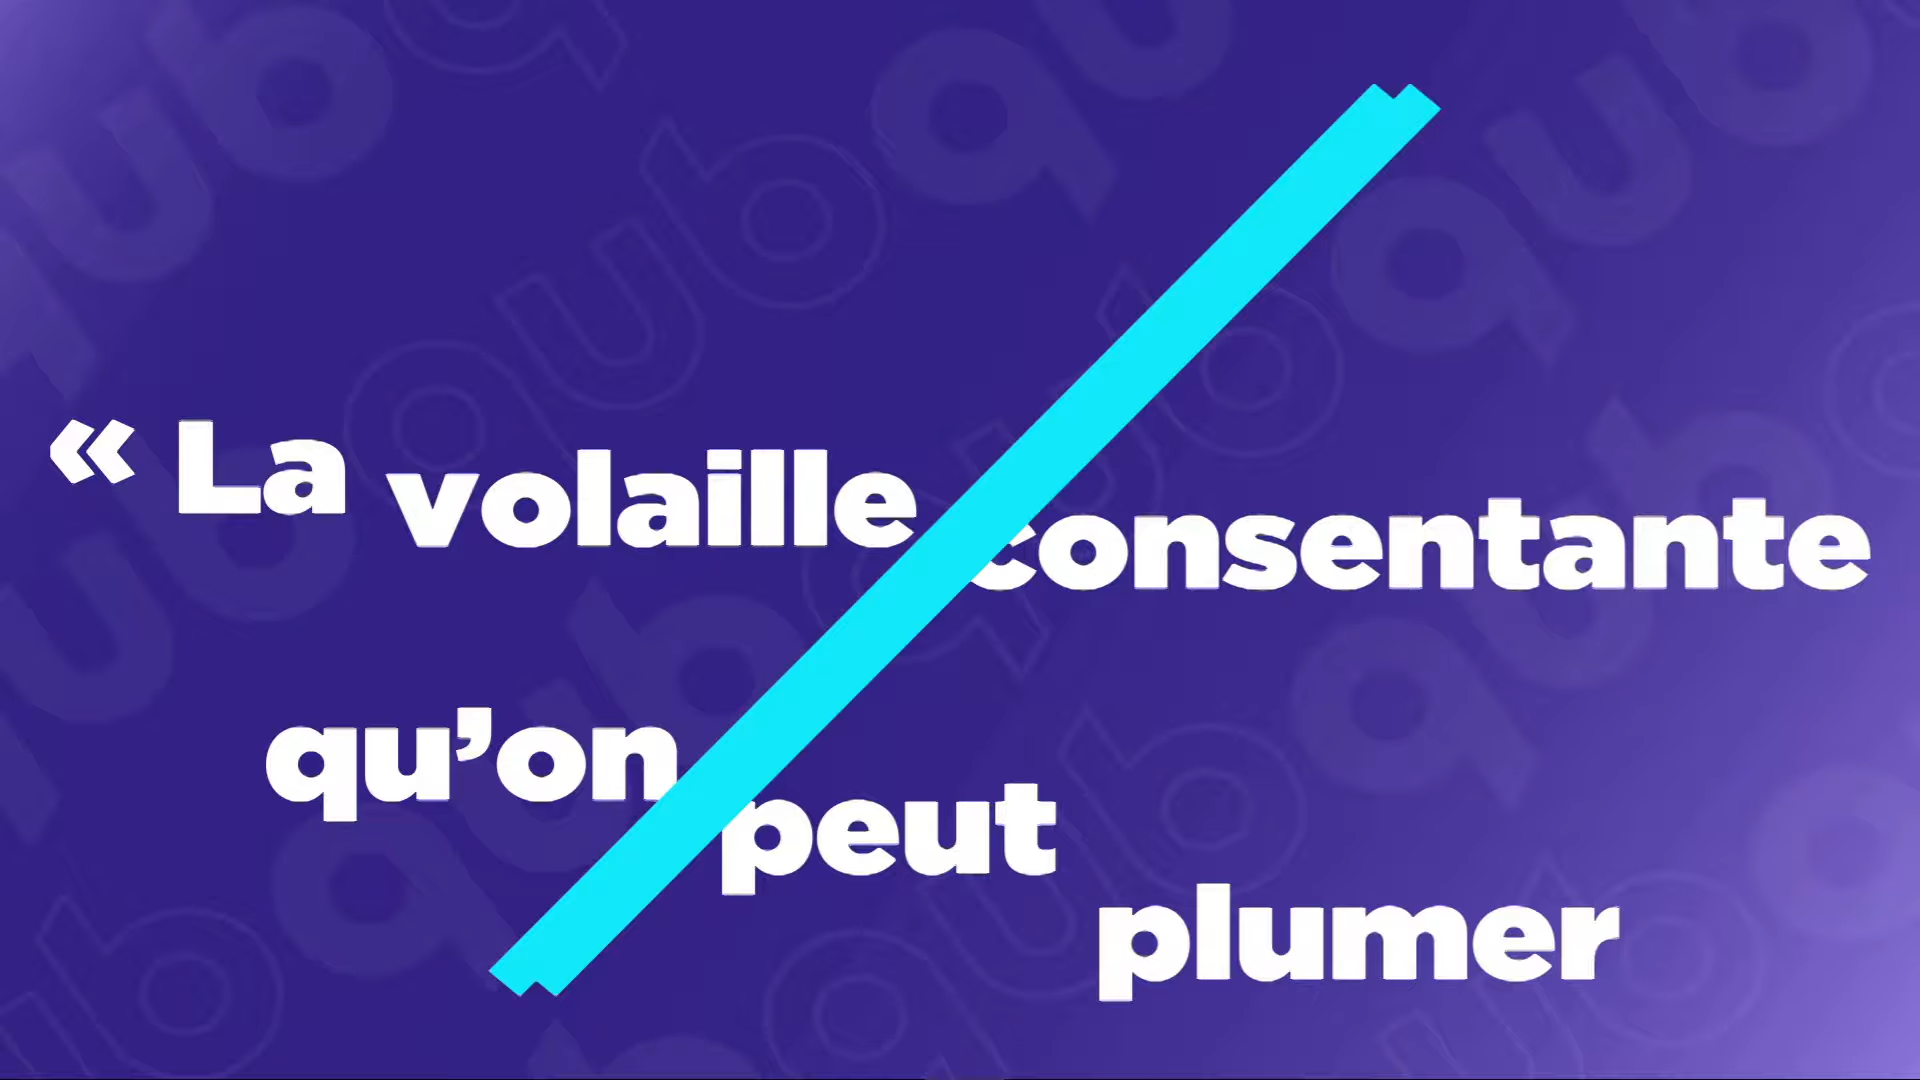 « La volaille consentante
qu’on peut
plumer